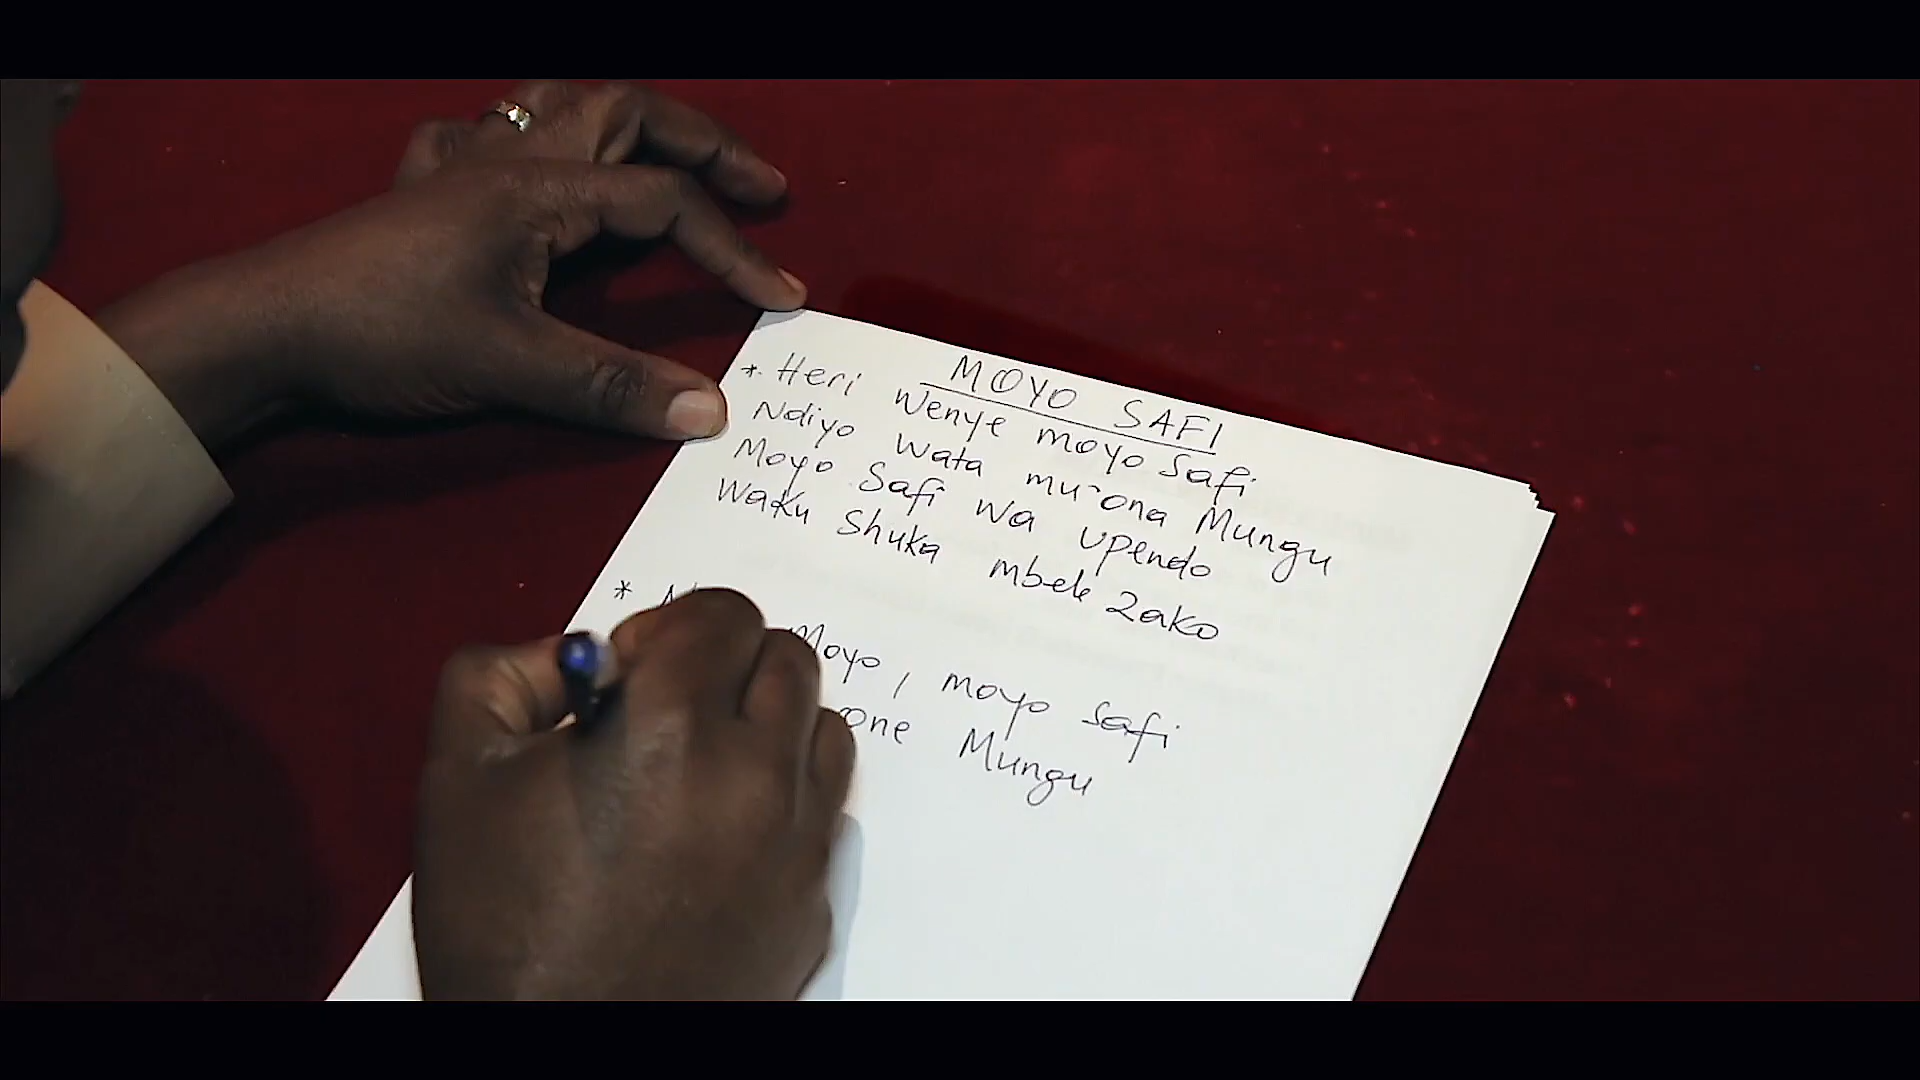 MOYO SAFI
* Heri wenye moyo safi
Ndiyo wata mu'ona Mungu
Moyo Safi wa upendo
Waku shuka mbele zako
*
Moyo, moyo safi
one Mungu